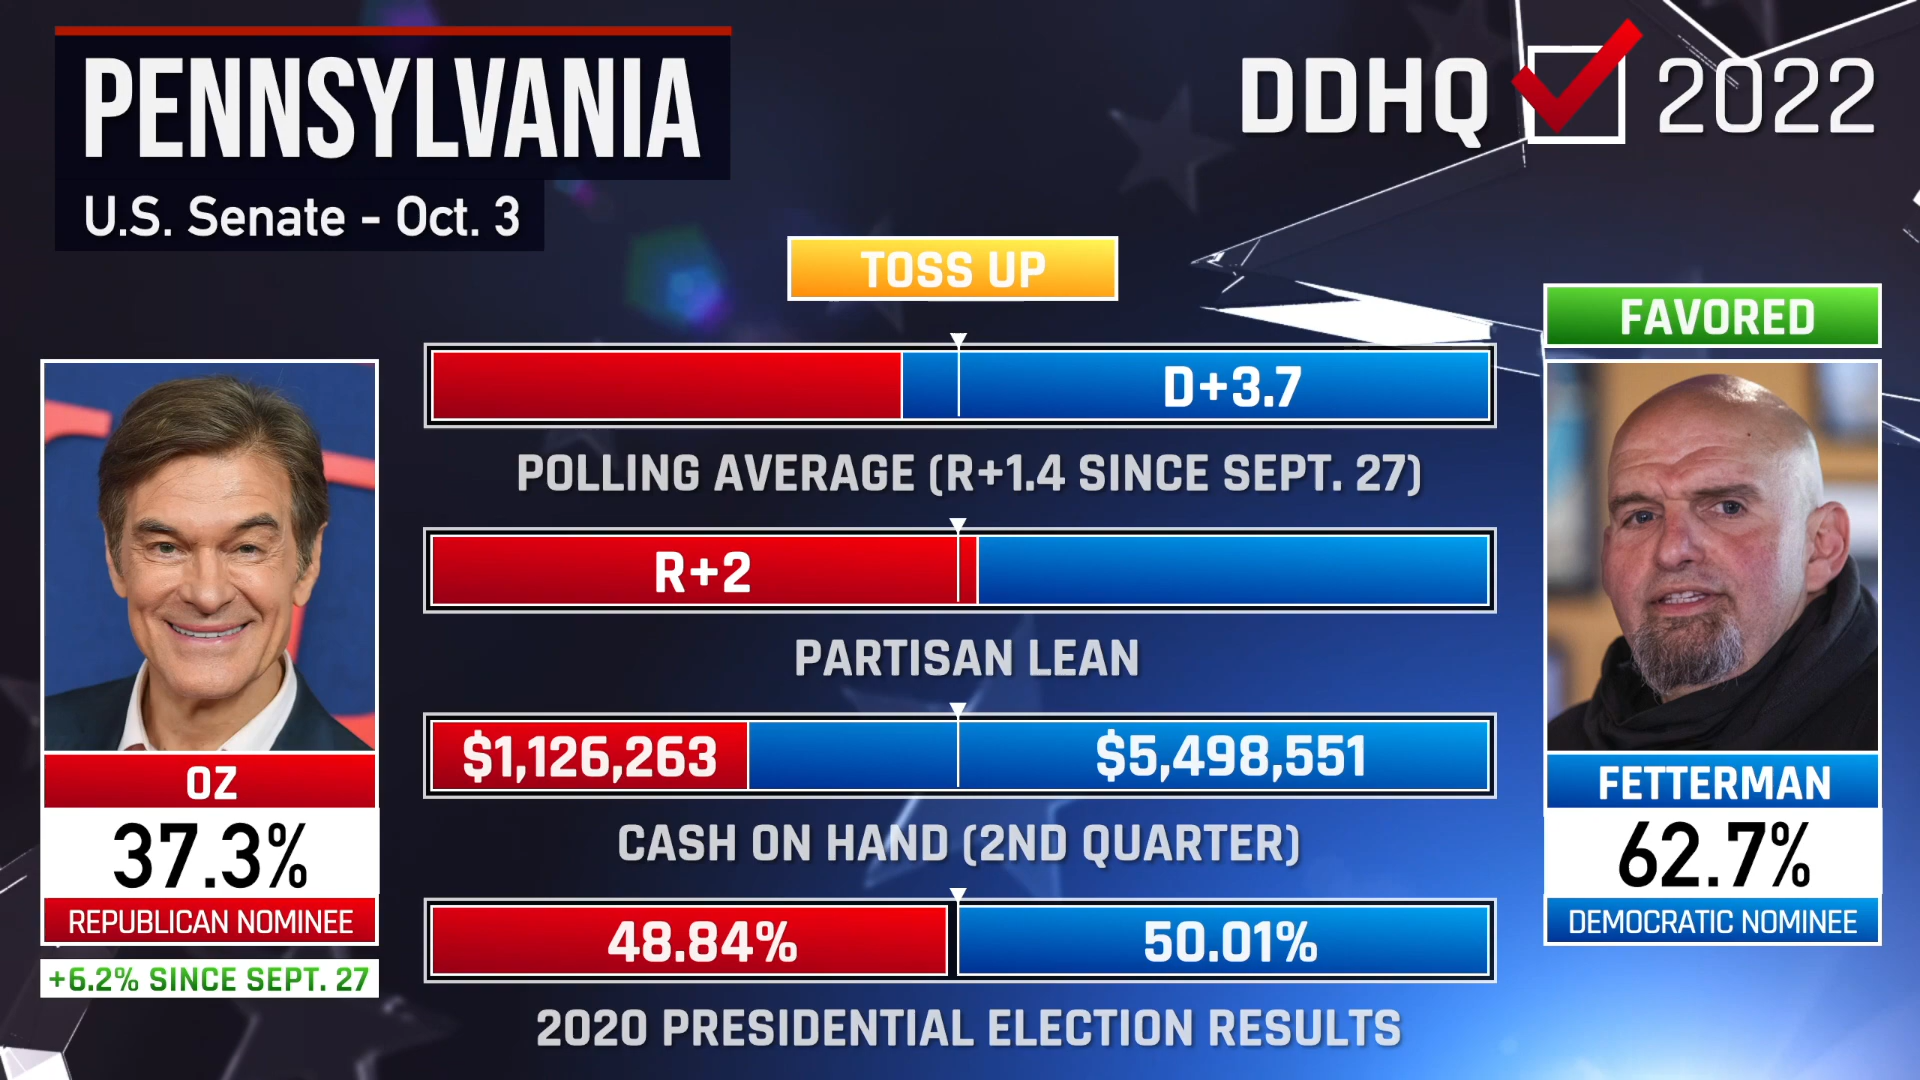 PENNSYLVANIA
U.S. Senate - Oct. 3
DDHQ 2022
TOSS UP
FAVORED
D+3.7
POLLING AVERAGE (R+1.4 SINCE SEPT. 27)
R+2
PARTISAN LEAN
$1,126,263 $5,498,551
CASH ON HAND (2ND QUARTER)
48.84% 50.01%
2020 PRESIDENTIAL ELECTION RESULTS
OZ
37.3%
REPUBLICAN NOMINEE
+6.2% SINCE SEPT. 27
FETTERMAN
62.7%
DEMOCRATIC NOMINEE